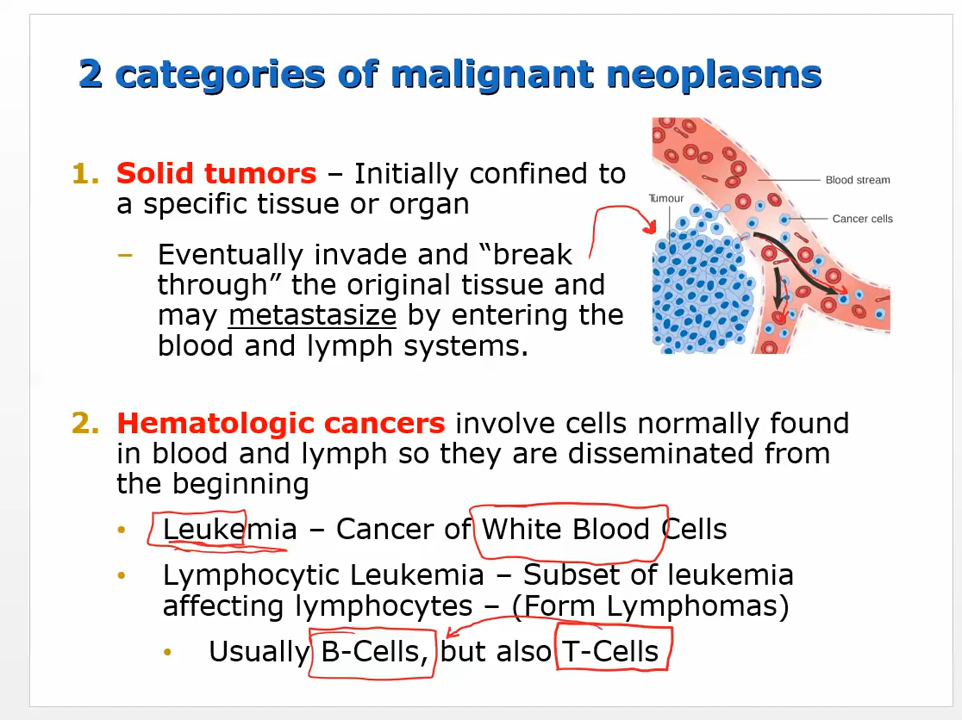 2 categories of malignant neoplasms
1. Solid tumors – Initially confined to
a specific tissue or organ
– Eventually invade and “break
through” the original tissue and
may metastasize by entering the
blood and lymph systems.
Tumour
Blood stream
Cancer cells
2. Hematologic cancers involve cells normally found
in blood and lymph so they are disseminated from
the beginning
• Leukemia – Cancer of White Blood Cells
• Lymphocytic Leukemia – Subset of leukemia
affecting lymphocytes – (Form Lymphomas)
• Usually B-Cells, but also T-Cells